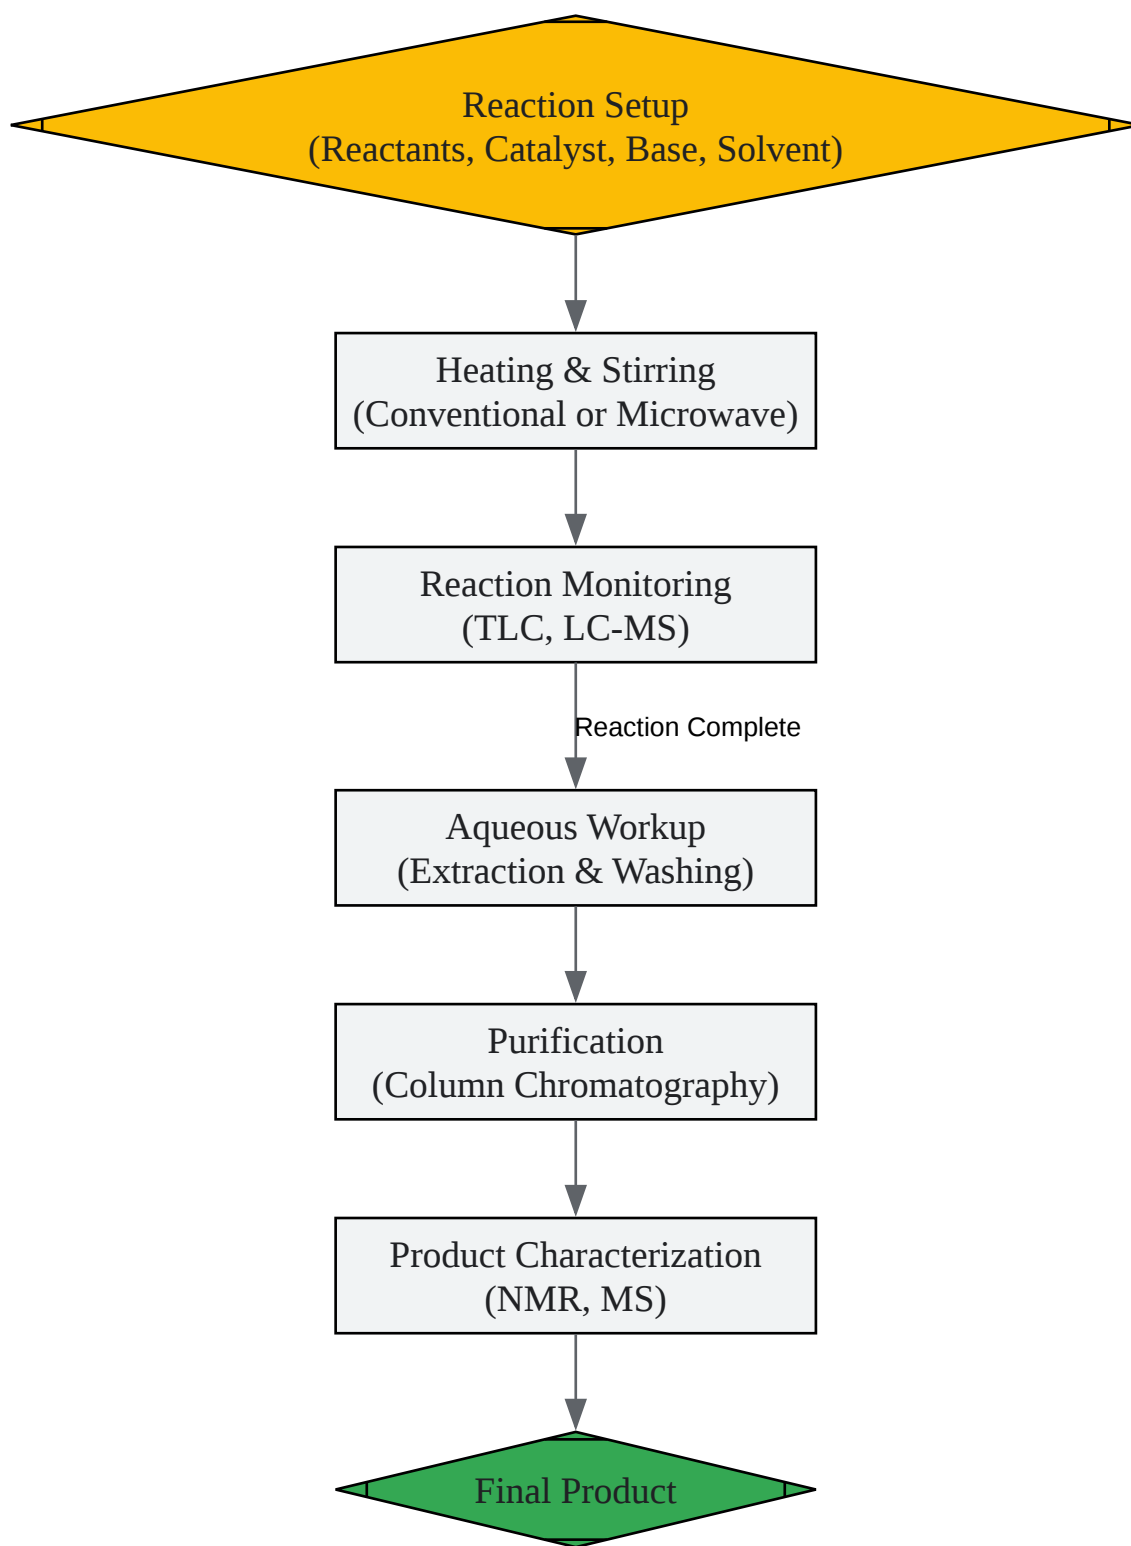 Reaction Setup
(Reactants, Catalyst, Base, Solvent)
Heating & Stirring
(Conventional or Microwave)
Reaction Monitoring
(TLC, LC-MS)
Reaction Complete
Aqueous Workup
(Extraction & Washing)
Purification
(Column Chromatography)
Product Characterization
(NMR, MS)
Final Product